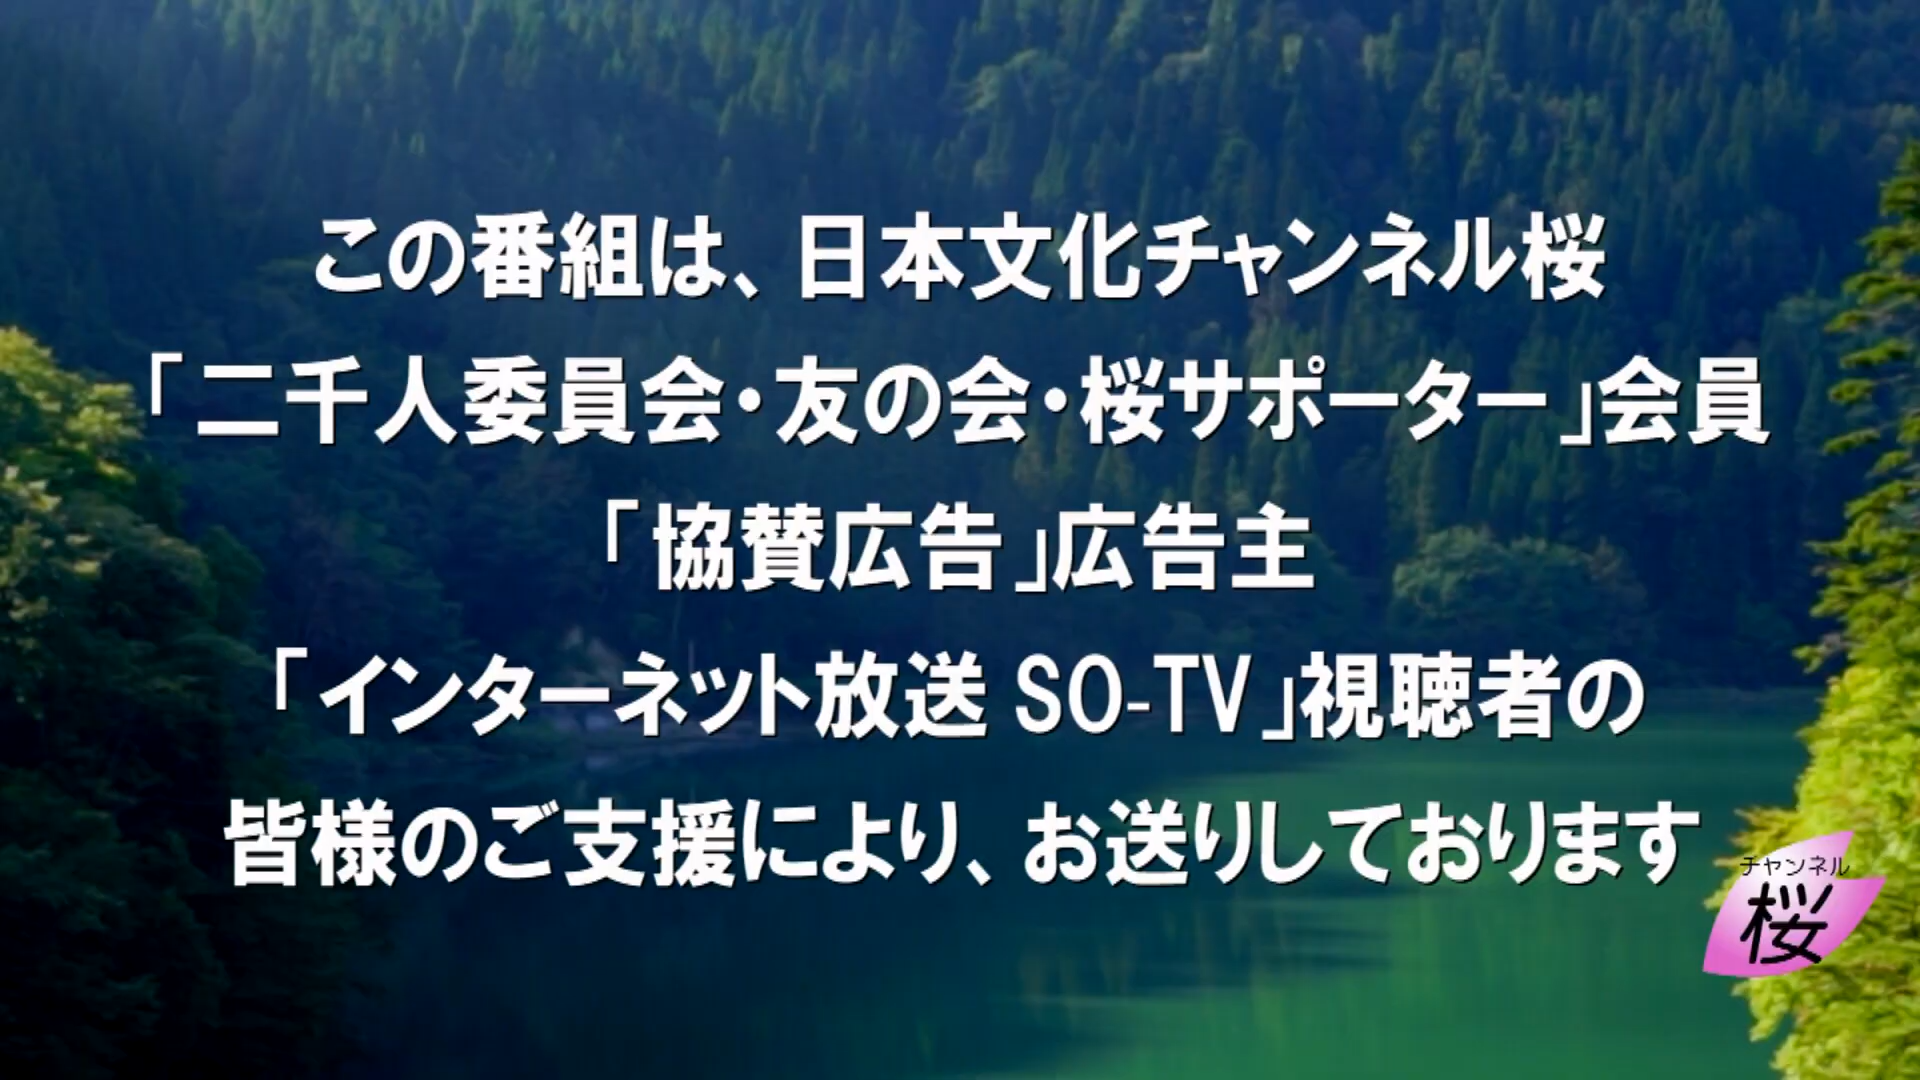 この番組は、日本文化チャンネル桜
「二千人委員会・友の会・桜サポーター」会員
「協賛広告」広告主
「インターネット放送 SO-TV」視聴者の
皆様のご支援により、お送りしております
チャンネル
桜